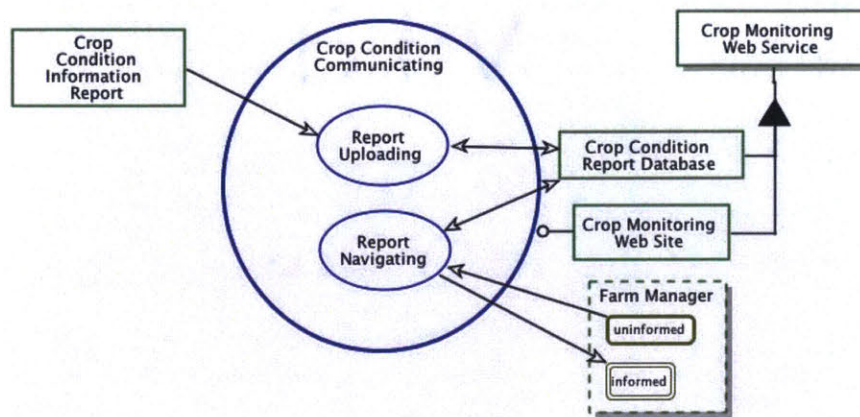 Crop
Condition
Information
Report
Crop Condition
Communicating
Report
Uploading
Report
Navigating
Crop Monitoring
Web Service
Crop Condition
Report Database
Crop Monitoring
Web Site
Farm Manager
uninformed
informed